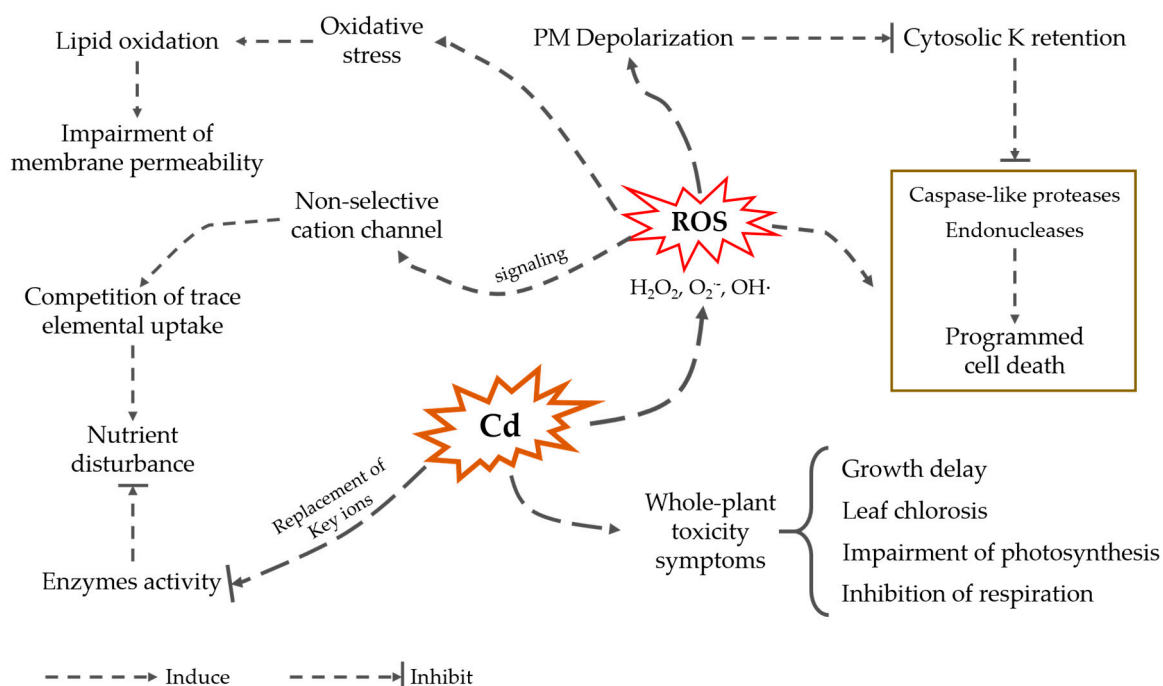 Lipid oxidation
Oxidative
stress
PM Depolarization
Cytosolic K retention
Impairment of
membrane permeability
Non-selective
cation channel
signaling
ROS
H₂O₂, O₂·⁻, OH·
Caspase-like proteases
Endonucleases
Programmed
cell death
Competition of trace
elemental uptake
Nutrient
disturbance
Enzymes activity
Replacement of
Key ions
Cd
Whole-plant
toxicity
symptoms
Growth delay
Leaf chlorosis
Impairment of photosynthesis
Inhibition of respiration
Induce
Inhibit